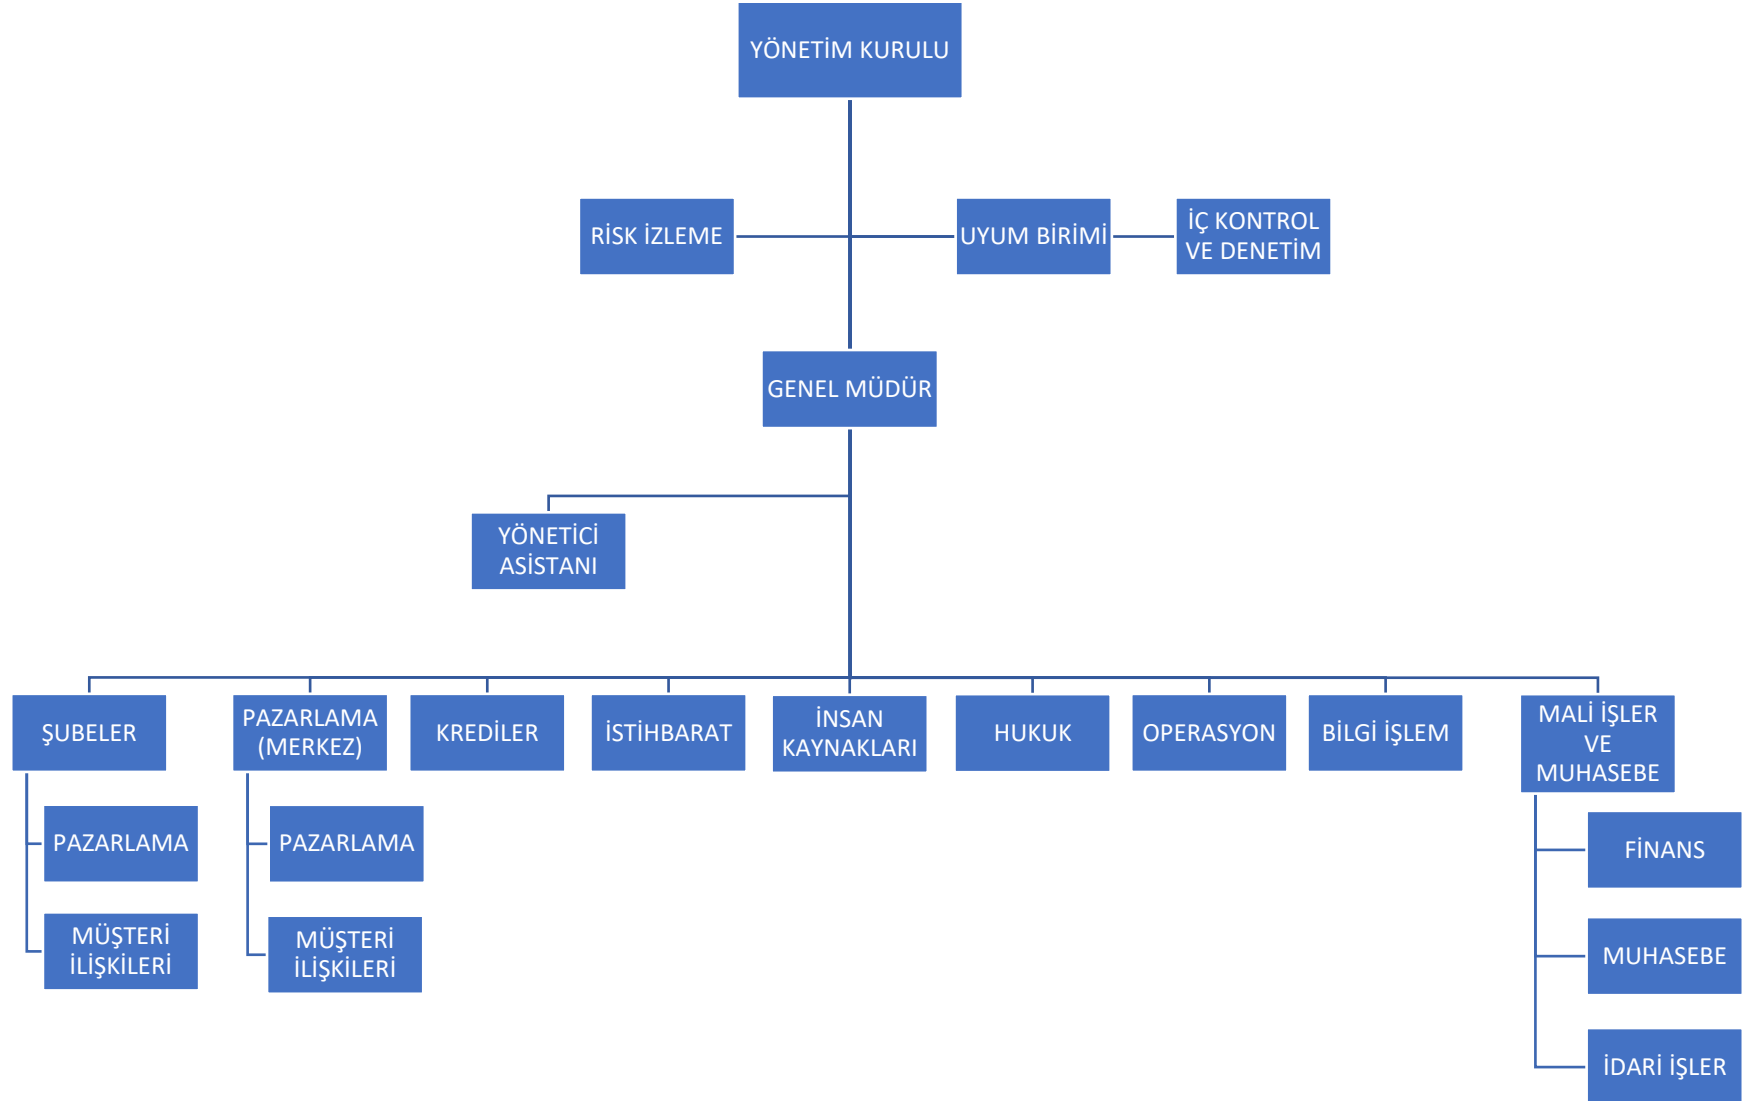 YÖNETİM KURULU
RİSK İZLEME
UYUM BİRİMİ
İÇ KONTROL
VE DENETİM
GENEL MÜDÜR
YÖNETİCİ
ASİSTANI
ŞUBELER
PAZARLAMA
(MERKEZ)
KREDİLER
İSTİHBARAT
İNSAN
KAYNAKLARI
HUKUK
OPERASYON
BİLGİ İŞLEM
MALİ İŞLER
VE
MUHASEBE
PAZARLAMA
MÜŞTERİ
İLİŞKİLERİ
PAZARLAMA
MÜŞTERİ
İLİŞKİLERİ
FİNANS
MUHASEBE
İDARİ İŞLER